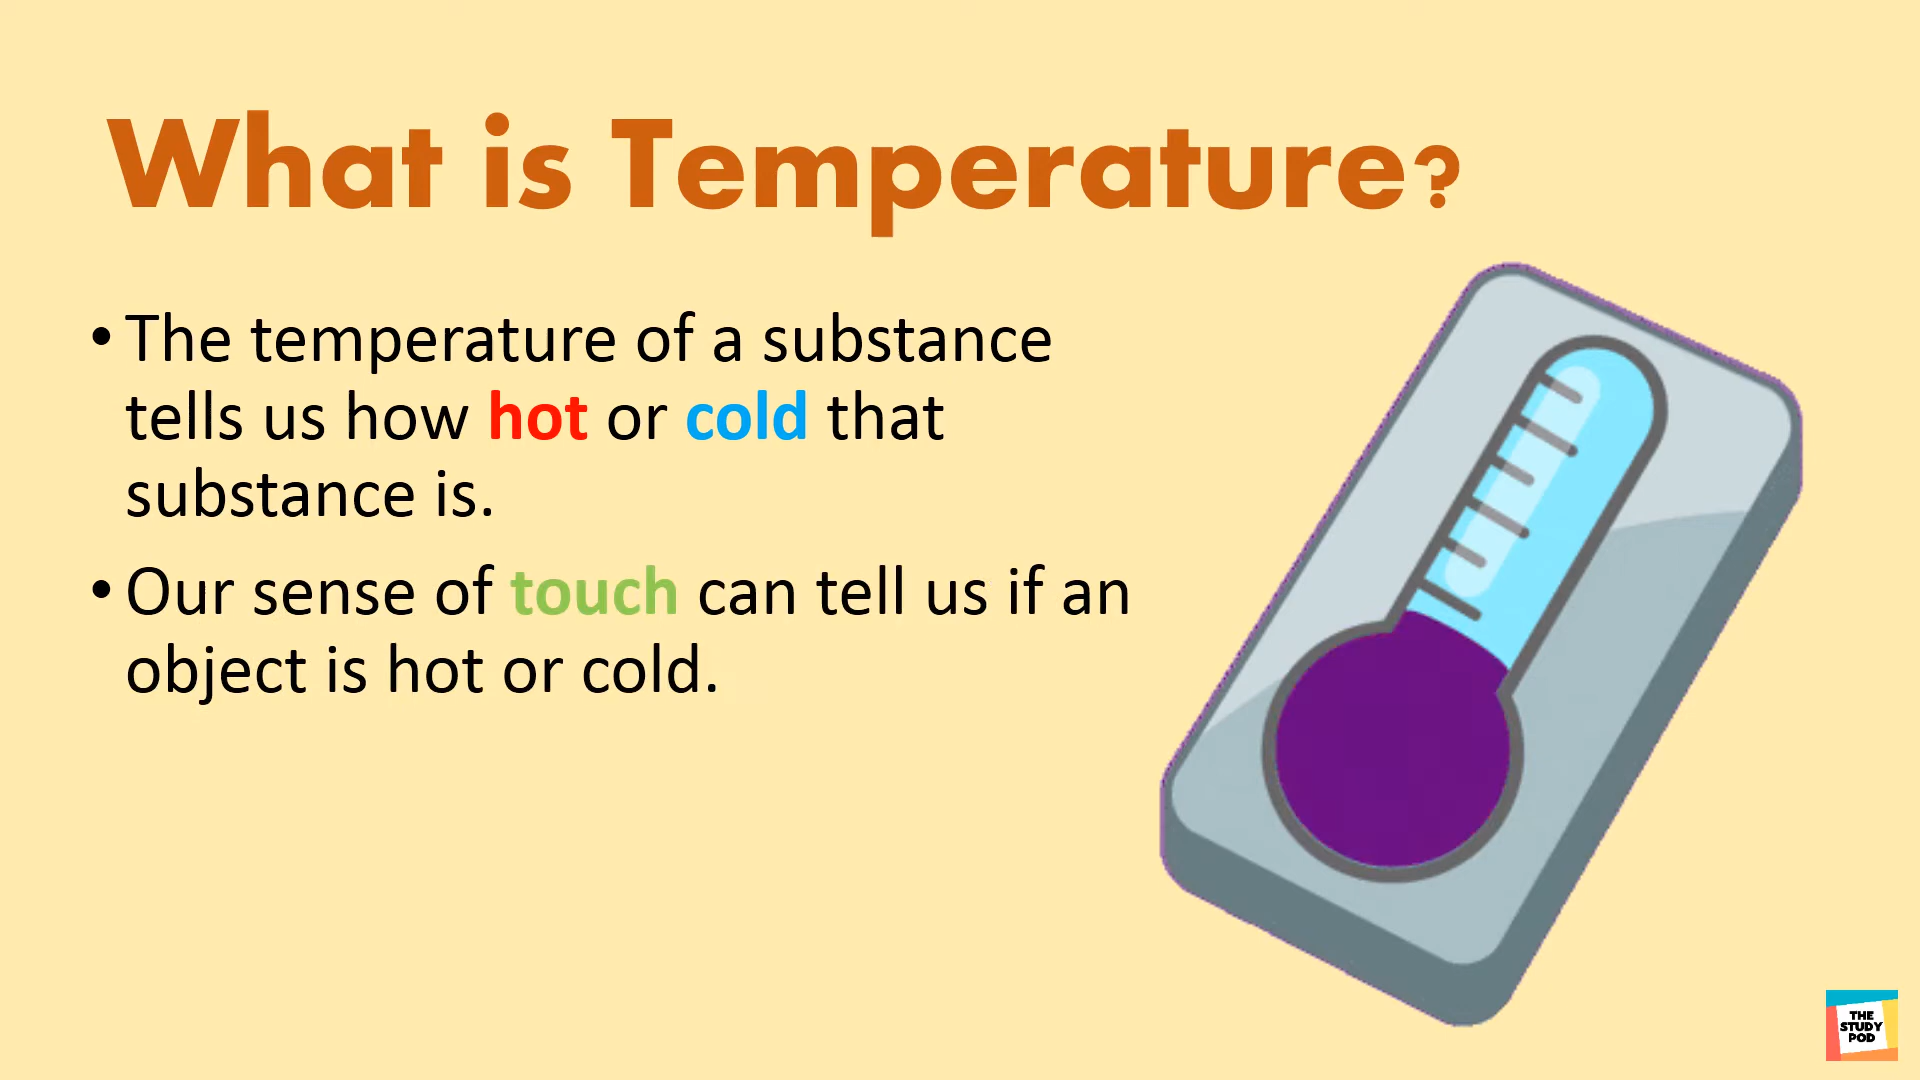 What is Temperature?
• The temperature of a substance
tells us how hot or cold that
substance is.
• Our sense of touch can tell us if an
object is hot or cold.
THE
STUDY
POD